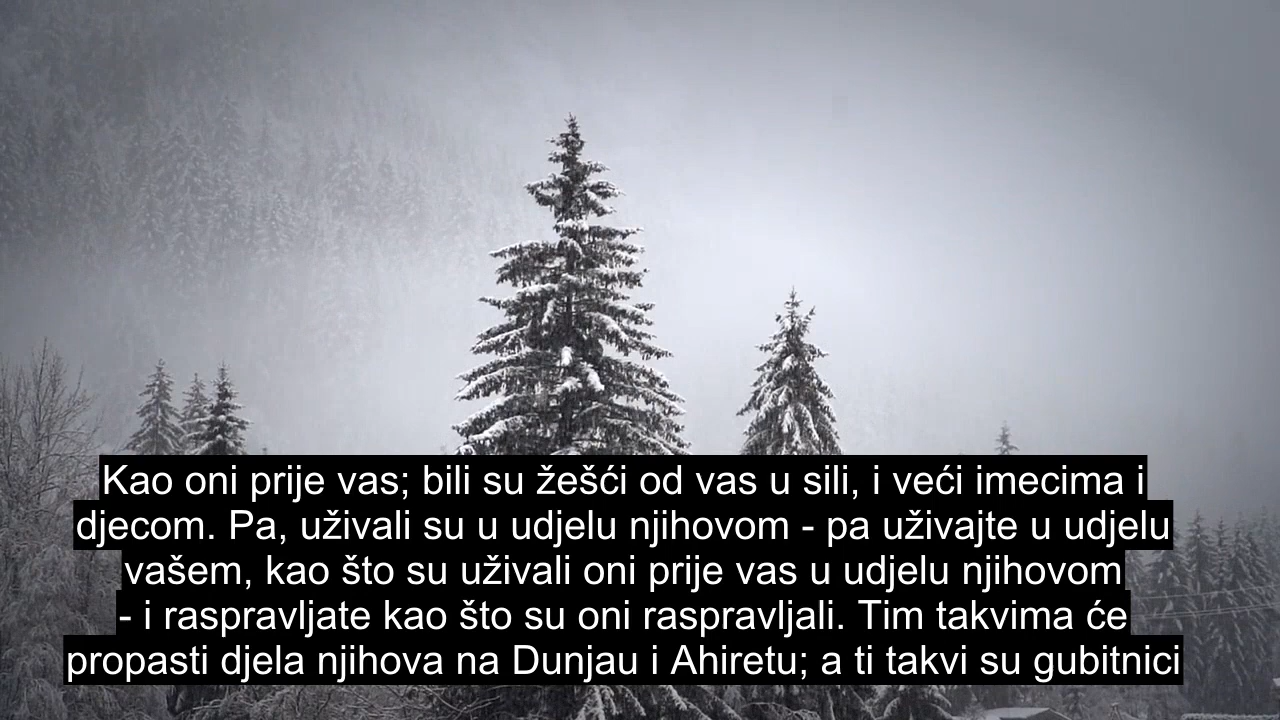 Kao oni prije vas; bili su žešći od vas u sili, i veći imecima i
djecom. Pa, uživali su u udjelu njihovom - pa uživajte u udjelu
vašem, kao što su uživali oni prije vas u udjelu njihovom
- i raspravljate kao što su oni raspravljali. Tim takvima će
propasti djela njihova na Dunjau i Ahiretu; a ti takvi su gubitnici